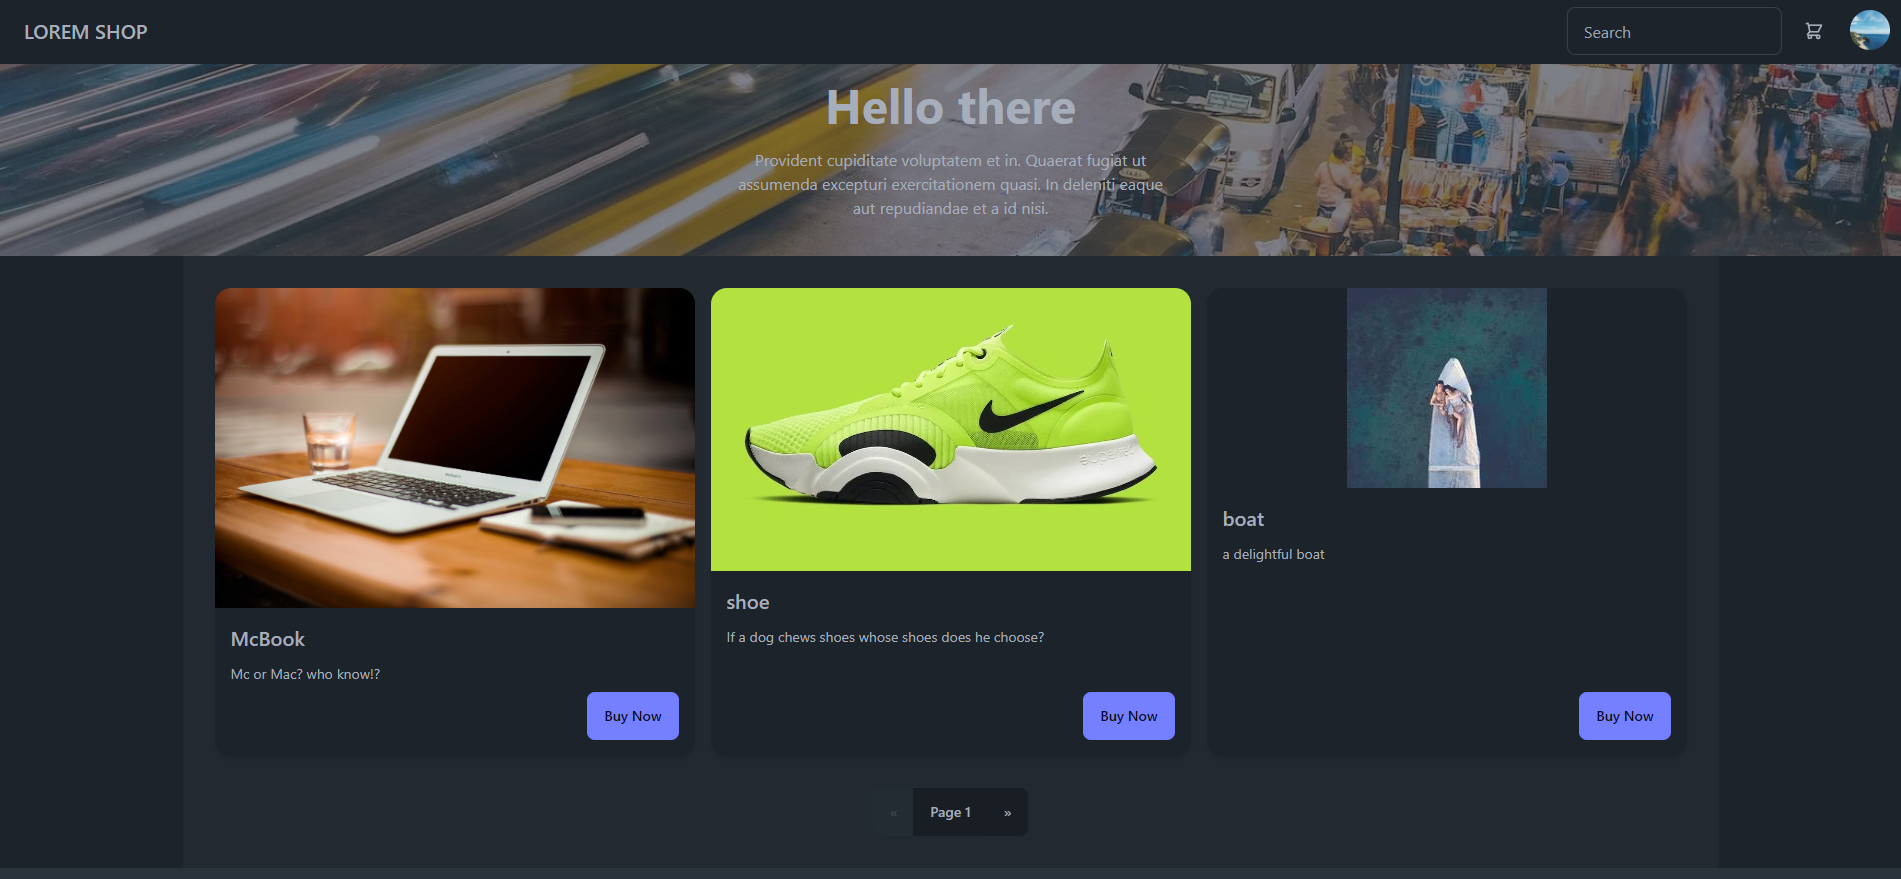 LOREM SHOP
Search
Hello there
Provident cupiditate voluptatem et in. Quaerat fugiat ut
assumenda excepturi exercitationem quasi. In deleniti eaque
aut repudiandae et a id nisi.
McBook
Mc or Mac? who know!?
Buy Now
shoe
If a dog chews shoes whose shoes does he choose?
Buy Now
boat
a delightful boat
Buy Now
« Page 1 »